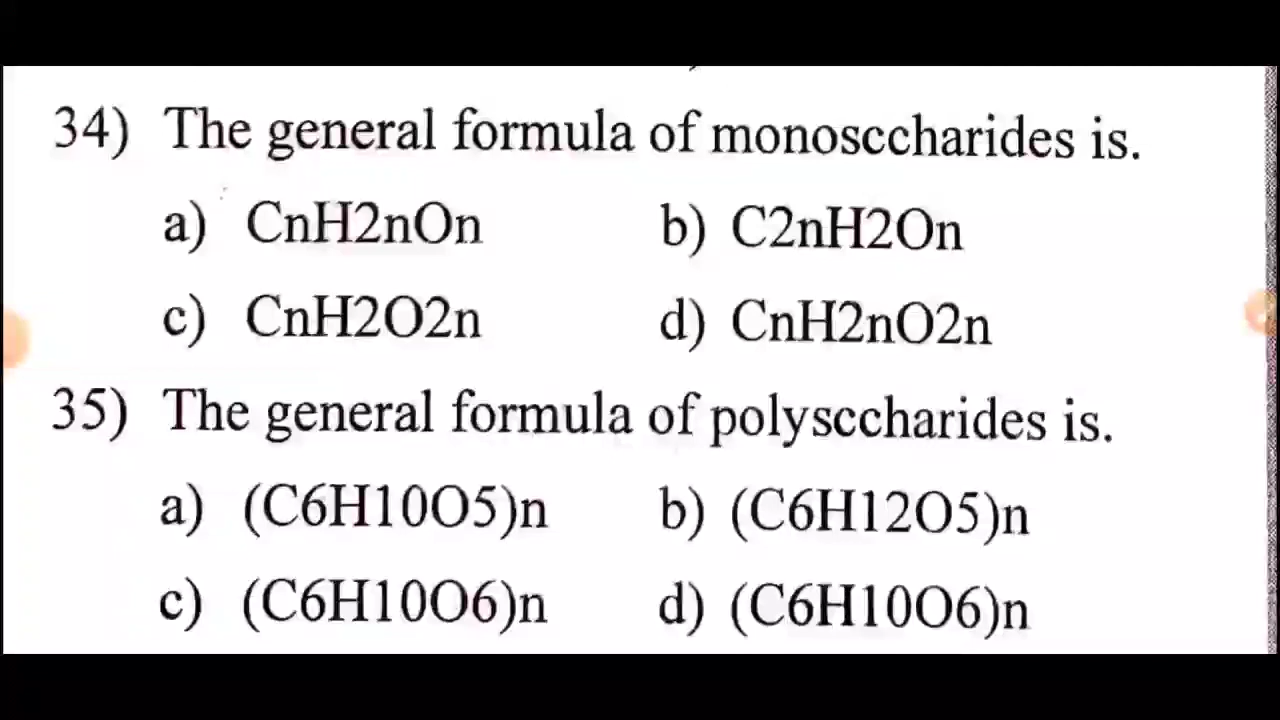 34) The general formula of monosccharides is.
a) CnH2nOn b) C2nH2On
c) CnH2O2n d) CnH2nO2n
35) The general formula of polysccharides is.
a) (C6H10O5)n b) (C6H12O5)n
c) (C6H10O6)n d) (C6H10O6)n